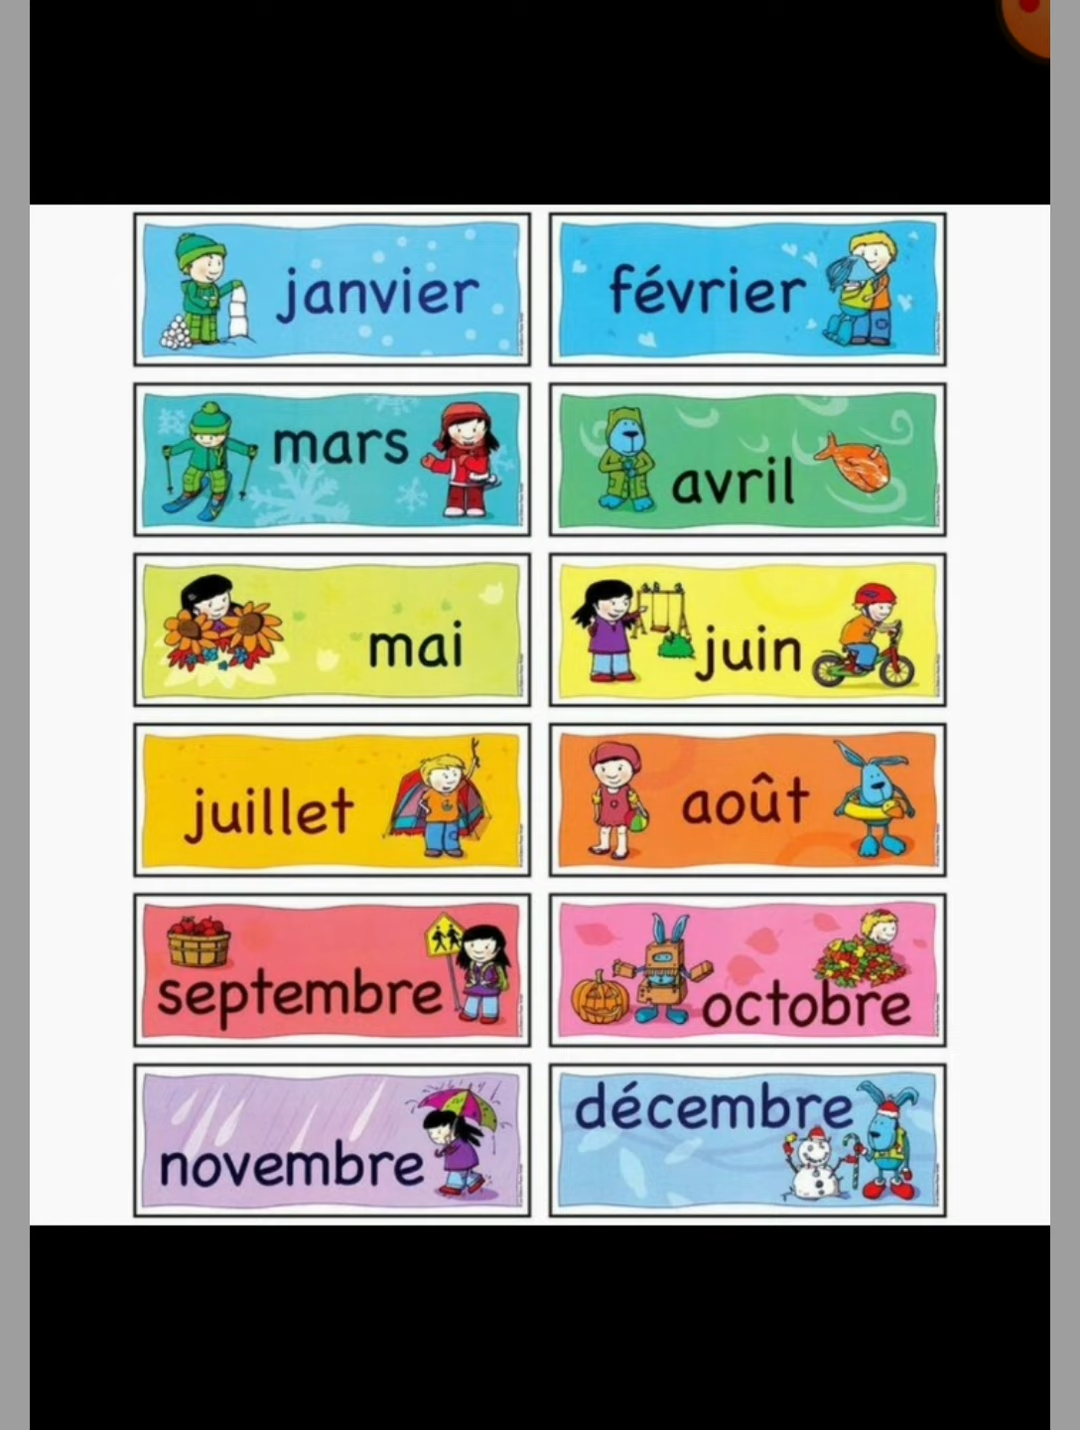 janvier
février
mars
avril
mai
juin
juillet
août
septembre
octobre
novembre
décembre